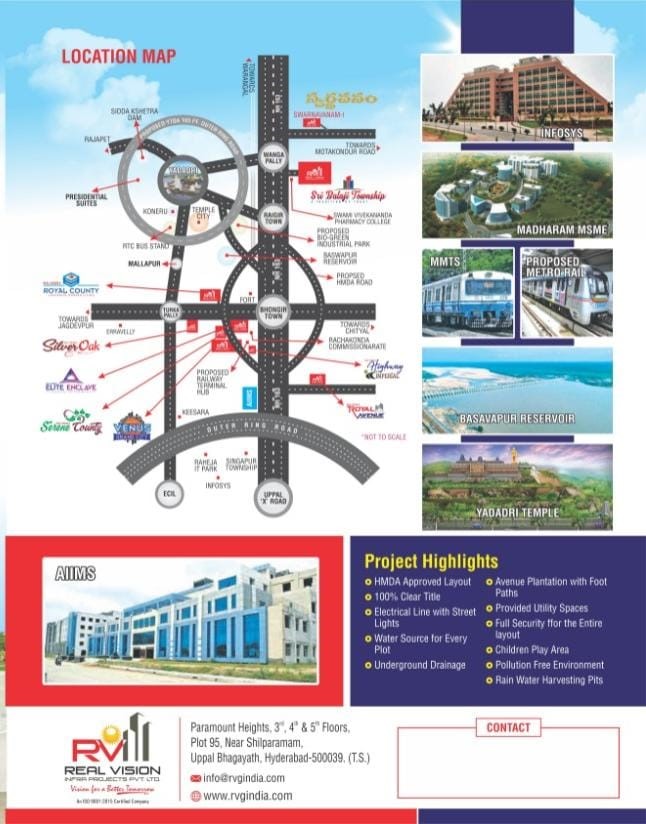 LOCATION MAP
TOWARDS
WARANGAL
స్వర్ణవనం
SWARNAVANAM-I
SIDDA KSHETRA
DAM
PROPOSED YTDA 165 FT. OUTER RING ROAD
RAJAPET
TOWARDS
MOTAKONDUR ROAD
WANGA
PALLY
PRESIDENTIAL
SUITES
Sri Balaji Township
KONERU
TEMPLE
CITY
RAIGIR
TOWN
SWAMI VIVEKANANDA
PHARMACY COLLEGE
RTC BUS STAND
PROPOSED
BIO-GREEN
INDUSTRIAL PARK
MALLAPUR
BASWAPUR
RESERVOIR
PROPSED
HMDA ROAD
ROYAL COUNTY
FORT
TURKA
PALLY
BHONGIR
TOWN
TOWARDS
JAGDEVPUR
ERRAVELLY
TOWARDS
CHITYAL
RACHAKONDA
COMMISSIONARATE
Silver Oak
PROPOSED
RAILWAY
TERMINAL
HUB
Highway
ELITE ENCLAVE
AIIMS
ROYAL
AVENUE
Serene County
VENUS
KEESARA
OUTER RING ROAD
*NOT TO SCALE
RAHEJA
IT PARK
SINGAPUR
TOWNSHIP
INFOSYS
ECIL
UPPAL
'X' ROAD
INFOSYS
MADHARAM MSME
MMTS
PROPOSED
METRO RAIL
BASAVAPUR RESERVOIR
YADADRI TEMPLE
AIIMS
Project Highlights
HMDA Approved Layout
100% Clear Title
Electrical Line with Street
Lights
Water Source for Every
Plot
Underground Drainage
Avenue Plantation with Foot
Paths
Provided Utility Spaces
Full Security ffor the Entire
layout
Children Play Area
Pollution Free Environment
Rain Water Harvesting Pits
RV
REAL VISION
INFRA PROJECTS PVT. LTD.
Vision for a Better Tomorrow
An ISO 9001:2015 Certified Company
Paramount Heights, 3rd, 4th & 5th Floors,
Plot 95, Near Shilparamam,
Uppal Bhagayath, Hyderabad-500039. (T.S.)
info@rvgindia.com
www.rvgindia.com
CONTACT